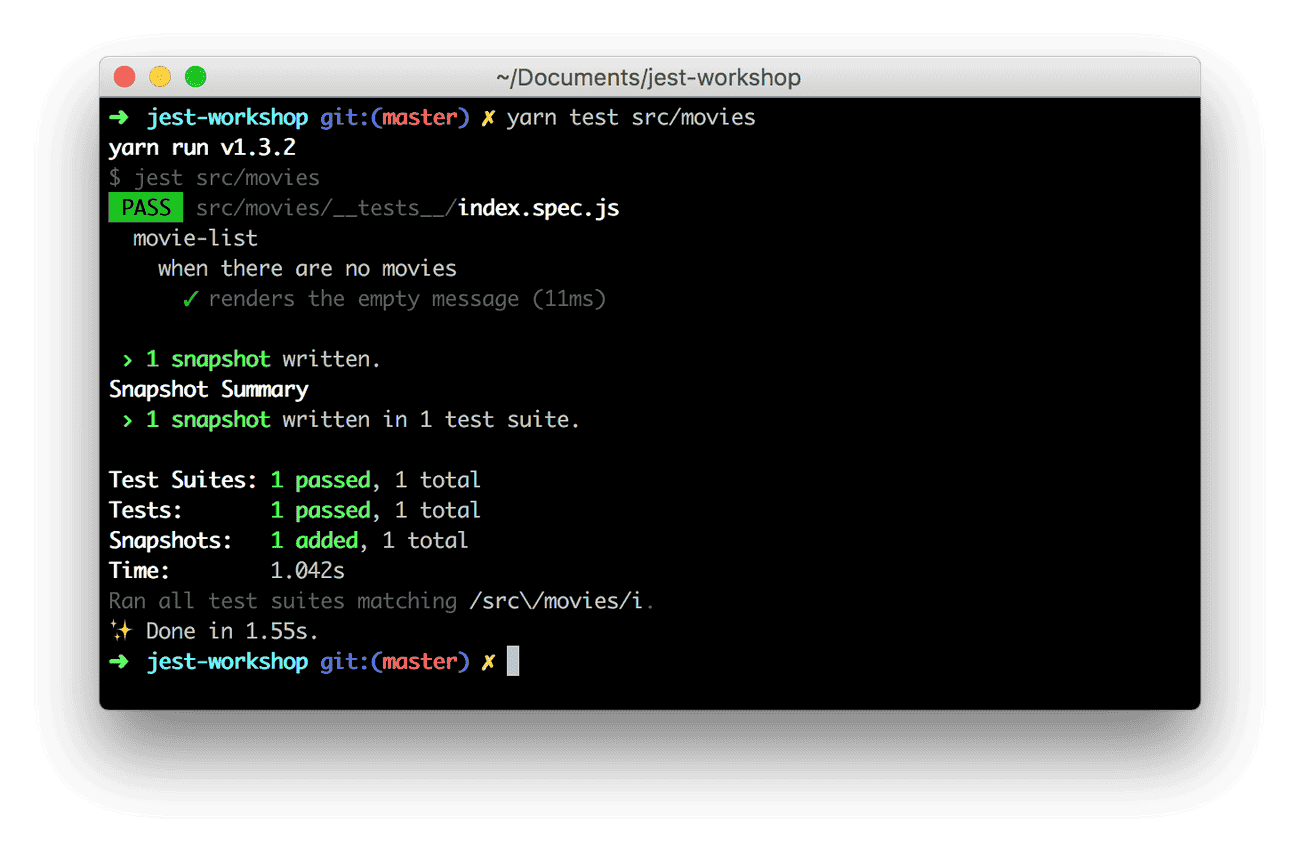 ~/Documents/jest-workshop
➜ jest-workshop git:(master) ✗ yarn test src/movies
yarn run v1.3.2
$ jest src/movies
PASS src/movies/__tests__/index.spec.js
movie-list
when there are no movies
✓ renders the empty message (11ms)
› 1 snapshot written.
Snapshot Summary
› 1 snapshot written in 1 test suite.
Test Suites: 1 passed, 1 total
Tests: 1 passed, 1 total
Snapshots: 1 added, 1 total
Time: 1.042s
Ran all test suites matching /src\/movies/i.
✨ Done in 1.55s.
➜ jest-workshop git:(master) ✗